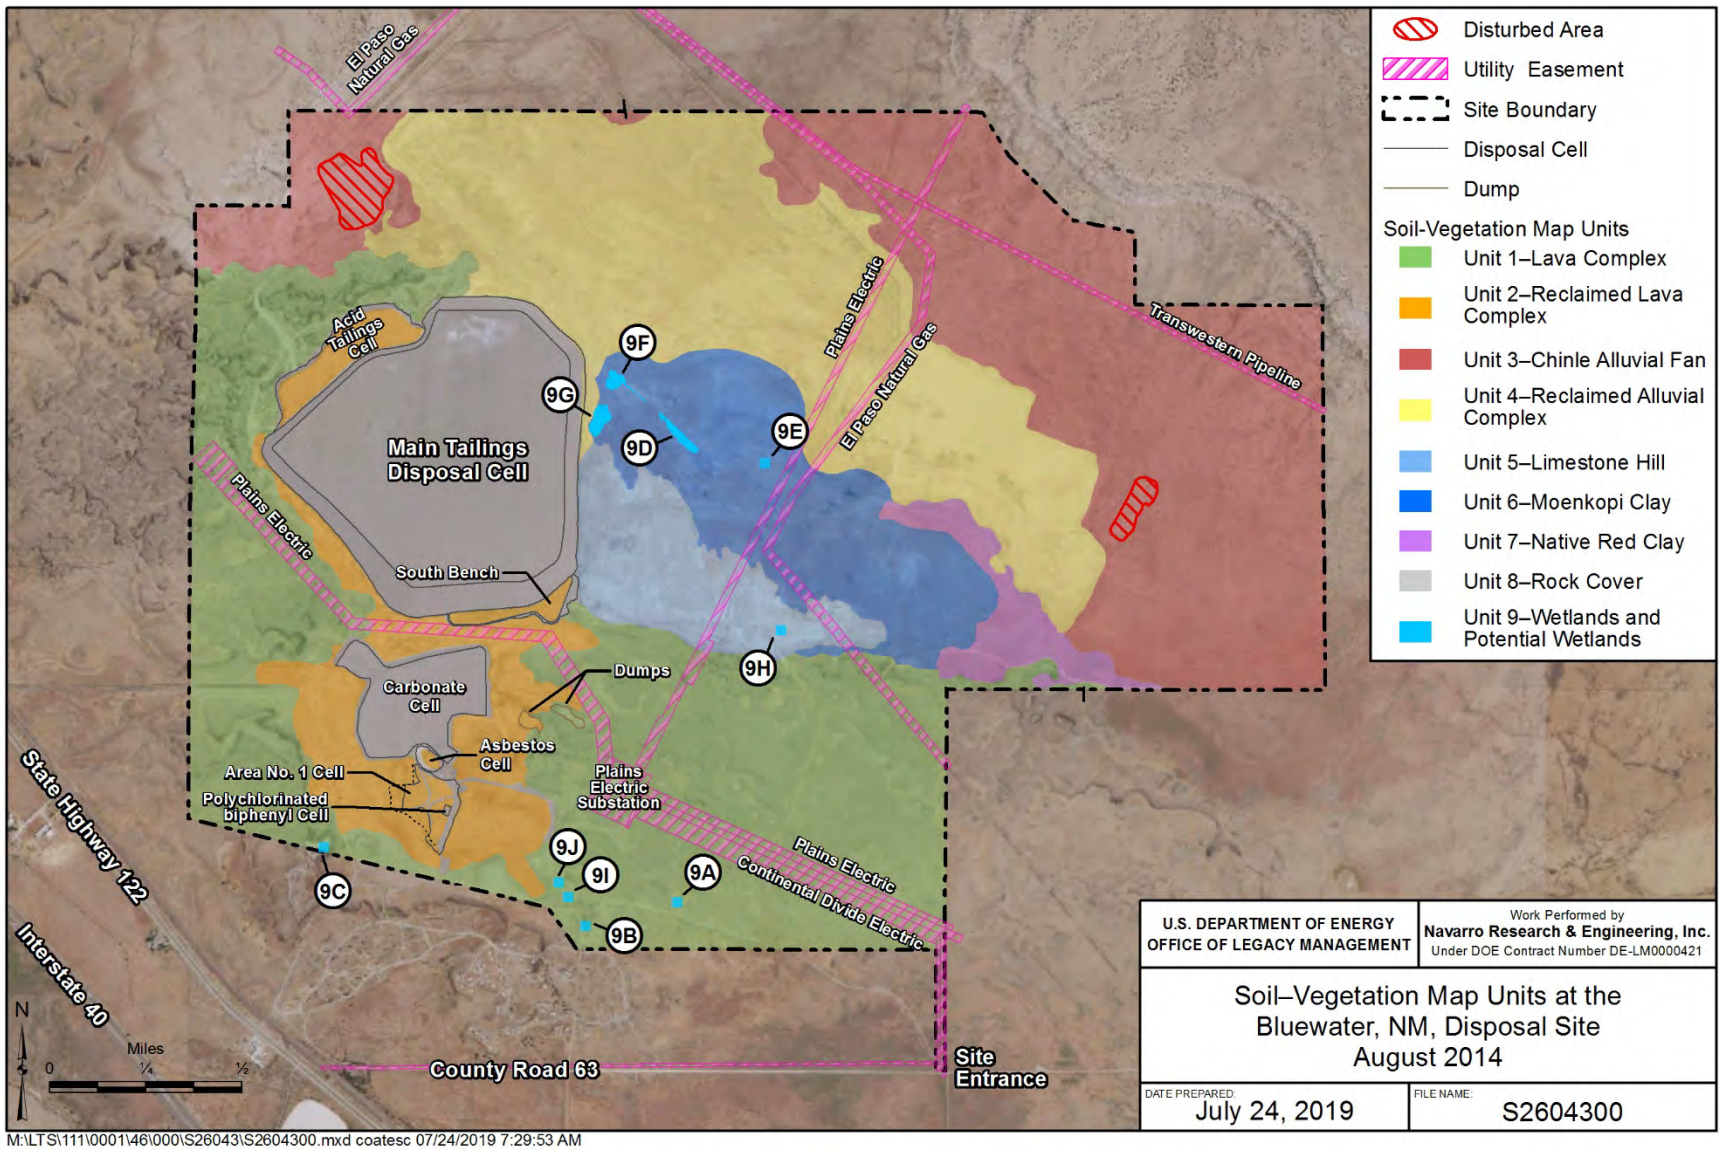 El Paso
Natural Gas
Disturbed Area
Utility Easement
Site Boundary
Disposal Cell
Dump
Soil-Vegetation Map Units
Unit 1–Lava Complex
Unit 2–Reclaimed Lava
Complex
Unit 3–Chinle Alluvial Fan
Unit 4–Reclaimed Alluvial
Complex
Unit 5–Limestone Hill
Unit 6–Moenkopi Clay
Unit 7–Native Red Clay
Unit 8–Rock Cover
Unit 9–Wetlands and
Potential Wetlands
Acid
Tailings
Cell
Plains Electric
El Paso Natural Gas
Transwestern Pipeline
9F
9G
9D
9E
Main Tailings
Disposal Cell
Plains Electric
South Bench
9H
Dumps
Carbonate
Cell
Asbestos
Cell
Area No. 1 Cell
Polychlorinated
biphenyl Cell
Plains
Electric
Substation
Plains Electric
Continental Divide Electric
9J
9I
9A
9C
9B
State Highway 122
Interstate 40
N
Miles
0
¼
½
County Road 63
Site
Entrance
U.S. DEPARTMENT OF ENERGY
OFFICE OF LEGACY MANAGEMENT
Work Performed by
Navarro Research & Engineering, Inc.
Under DOE Contract Number DE-LM0000421
Soil–Vegetation Map Units at the
Bluewater, NM, Disposal Site
August 2014
DATE PREPARED:
July 24, 2019
FILE NAME:
S2604300
M:\LTS\111\0001\46\000\S26043\S2604300.mxd coatesc 07/24/2019 7:29:53 AM